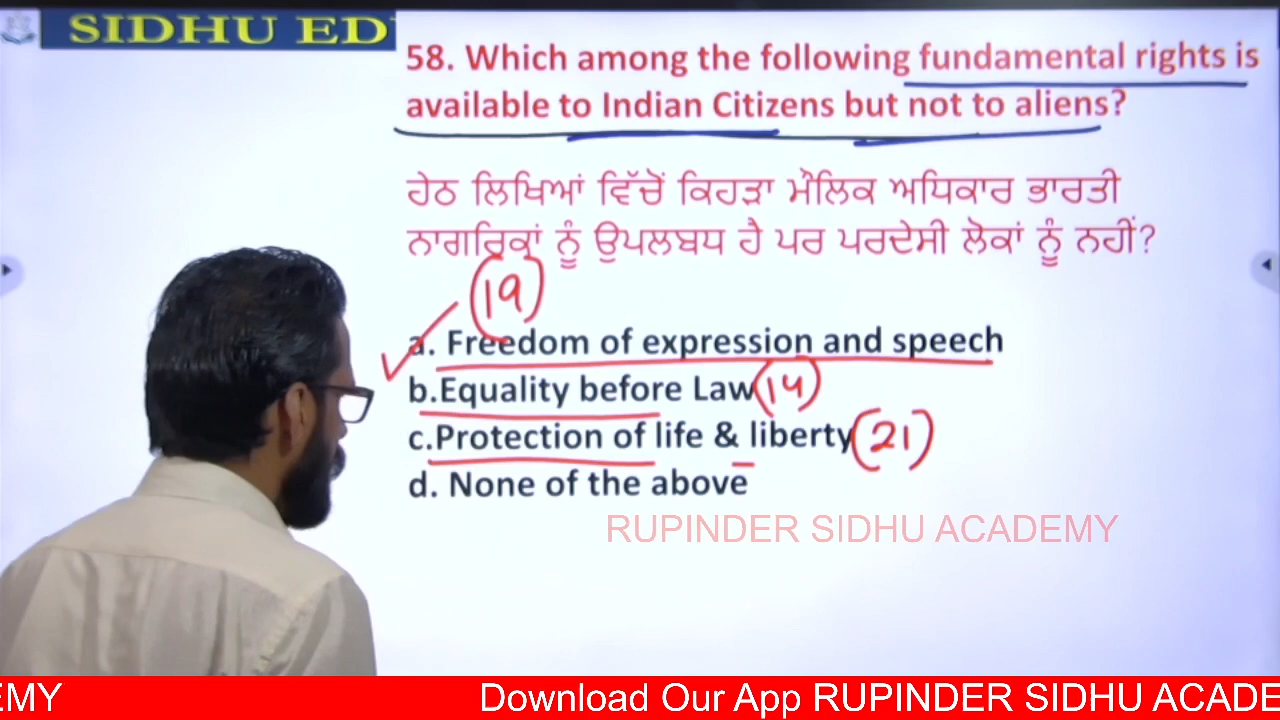 SIDHU ED
58. Which among the following fundamental rights is
available to Indian Citizens but not to aliens?
ਹੇਠ ਲਿਖਿਆਂ ਵਿੱਚੋਂ ਕਿਹੜਾ ਮੌਲਿਕ ਅਧਿਕਾਰ ਭਾਰਤੀ
ਨਾਗਰਿਕਾਂ ਨੂੰ ਉਪਲਬਧ ਹੈ ਪਰ ਪਰਦੇਸੀ ਲੋਕਾਂ ਨੂੰ ਨਹੀਂ?
(19)
a. Freedom of expression and speech
b.Equality before Law (14)
c.Protection of life & liberty (21)
d. None of the above
RUPINDER SIDHU ACADEMY
EMY Download Our App RUPINDER SIDHU ACADE